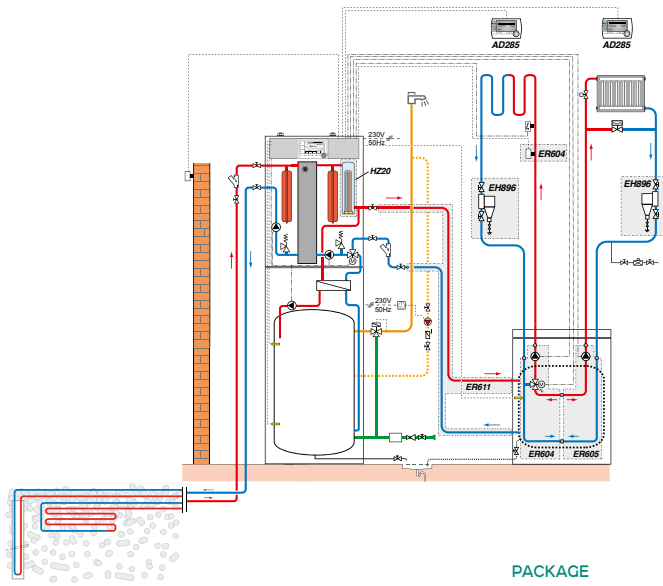 AD285
AD285
230V
50Hz
HZ20
ER604
EH896
EH896
230V
50Hz
ER611
ER604
ER605
PACKAGE